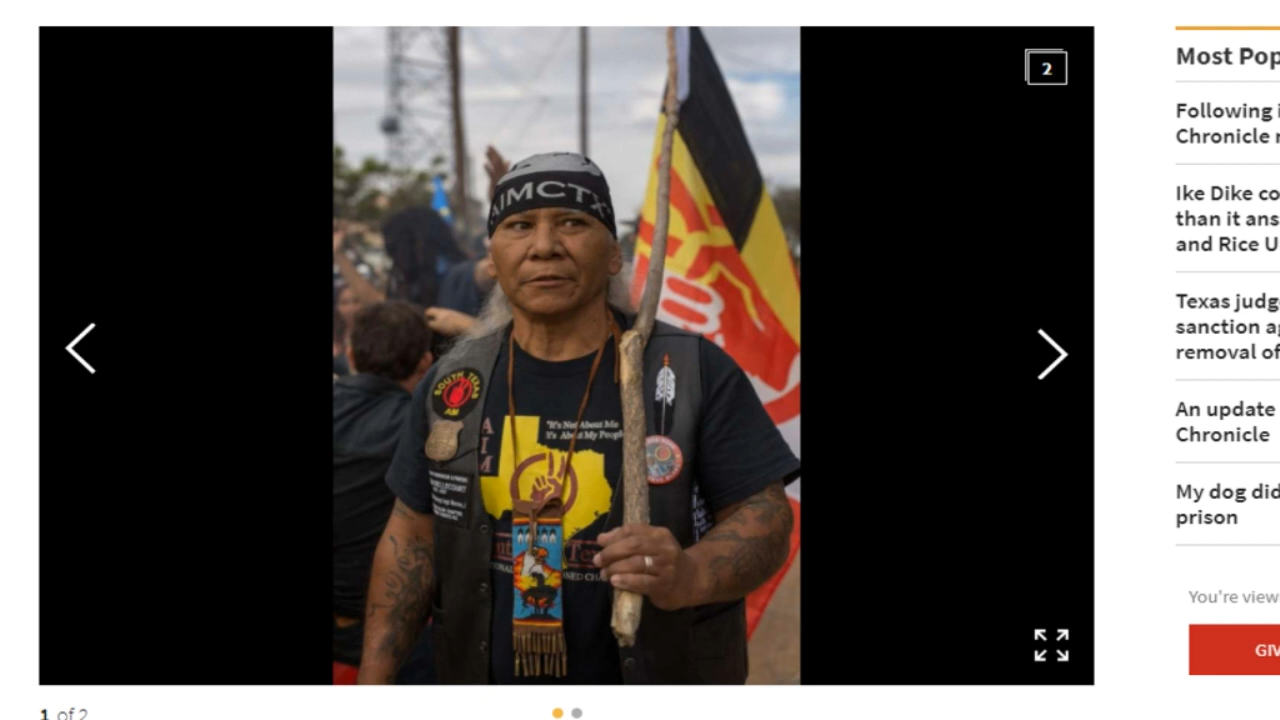 2
AIMCTX
SOUTH TEXAS
AIM
AIM
"It's Not About Me
It's About My People
1 of 2
Most Pop
Following i
Chronicle r
Ike Dike co
than it ans
and Rice U
Texas judg
sanction ag
removal of
An update
Chronicle
My dog did
prison
You're view
GIV